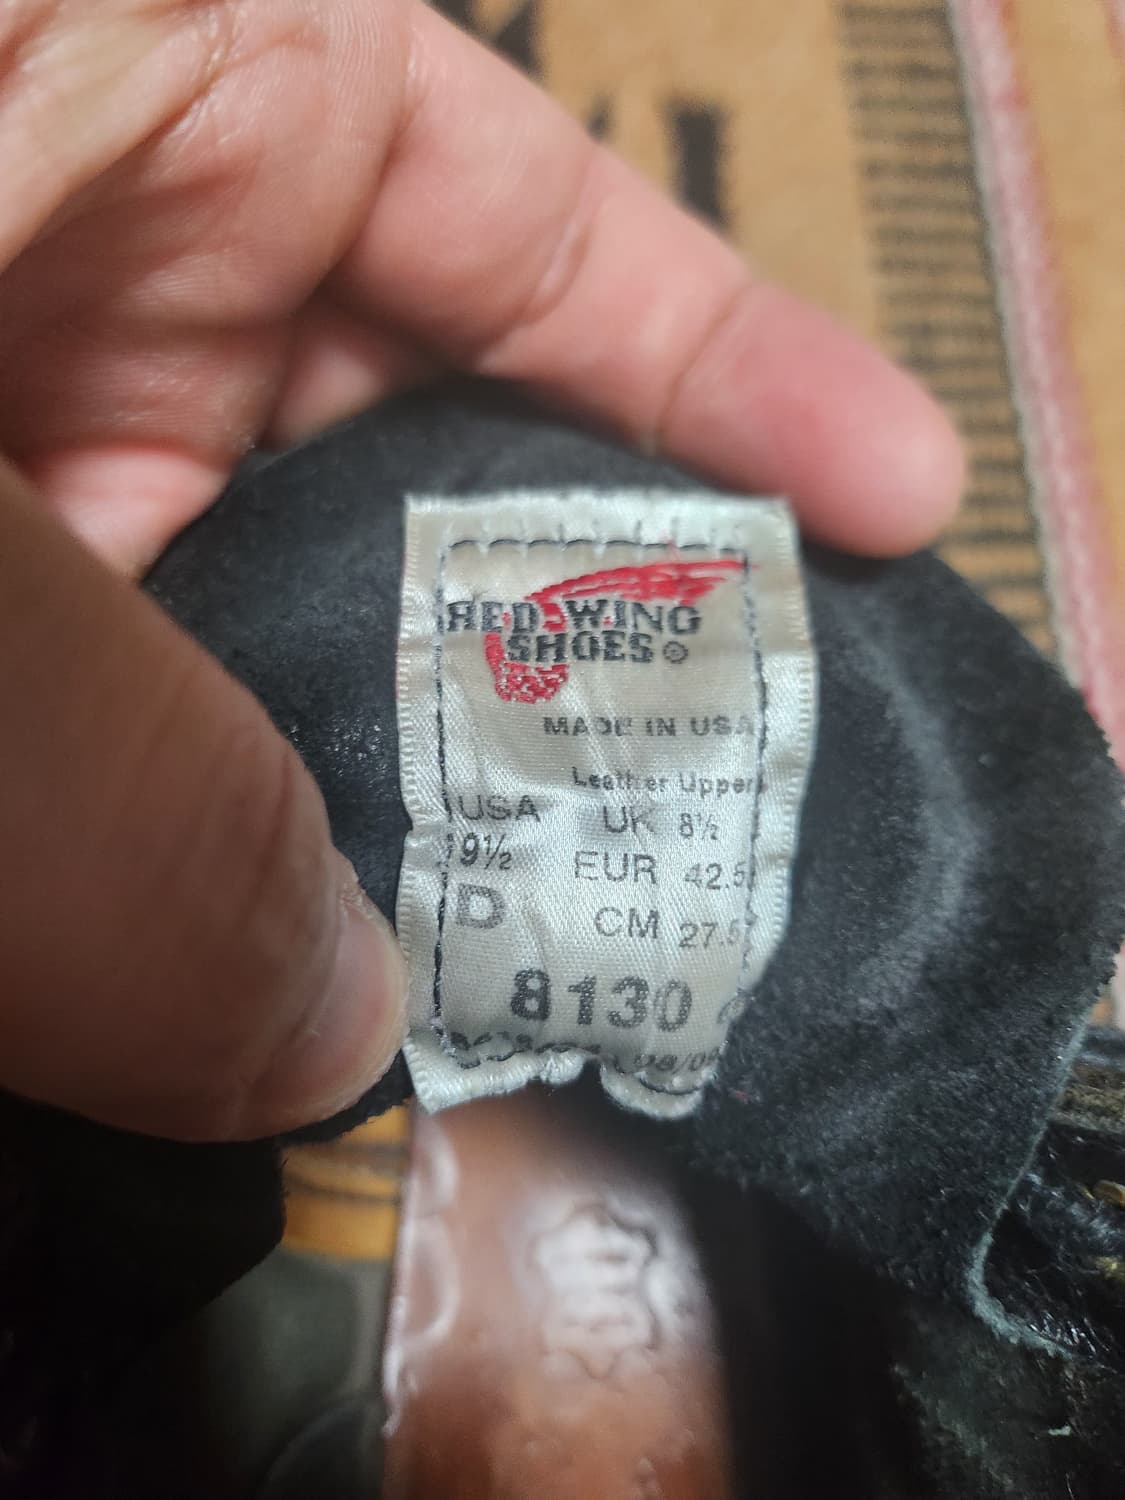 RED WING
SHOES®
MADE IN USA
Leather Upper
USA UK 8½
9½ EUR 42.5
D CM 27.5
8130